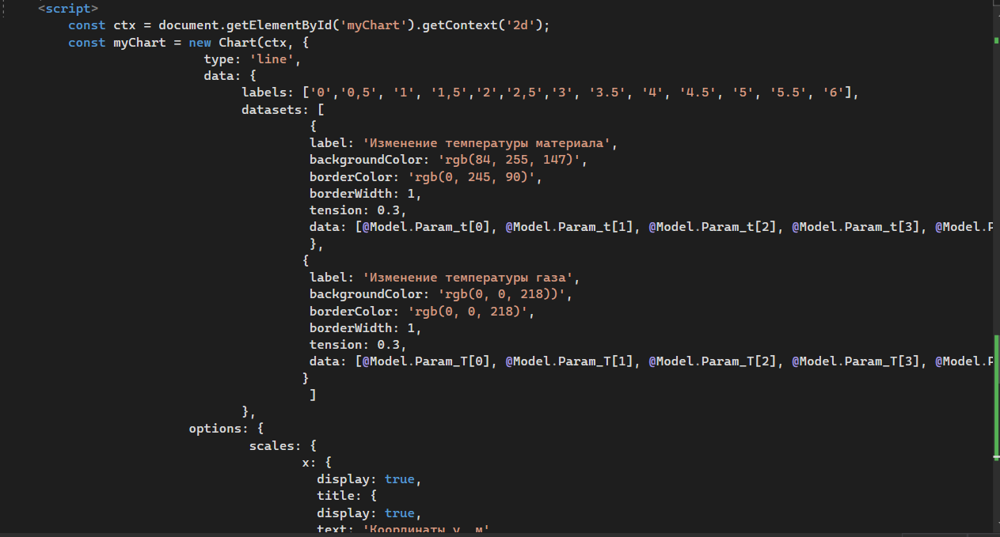 <script>
const ctx = document.getElementById('myChart').getContext('2d');
const myChart = new Chart(ctx, {
type: 'line',
data: {
labels: ['0','0,5', '1', '1,5','2','2,5','3', '3.5', '4', '4.5', '5', '5.5', '6'],
datasets: [
{
label: 'Изменение температуры материала',
backgroundColor: 'rgb(84, 255, 147)',
borderColor: 'rgb(0, 245, 90)',
borderWidth: 1,
tension: 0.3,
data: [@Model.Param_t[0], @Model.Param_t[1], @Model.Param_t[2], @Model.Param_t[3], @Model.P
},
{
label: 'Изменение температуры газа',
backgroundColor: 'rgb(0, 0, 218))',
borderColor: 'rgb(0, 0, 218)',
borderWidth: 1,
tension: 0.3,
data: [@Model.Param_T[0], @Model.Param_T[1], @Model.Param_T[2], @Model.Param_T[3], @Model.P
}
]
},
options: {
scales: {
x: {
display: true,
title: {
display: true,
text: 'Координаты y, м'